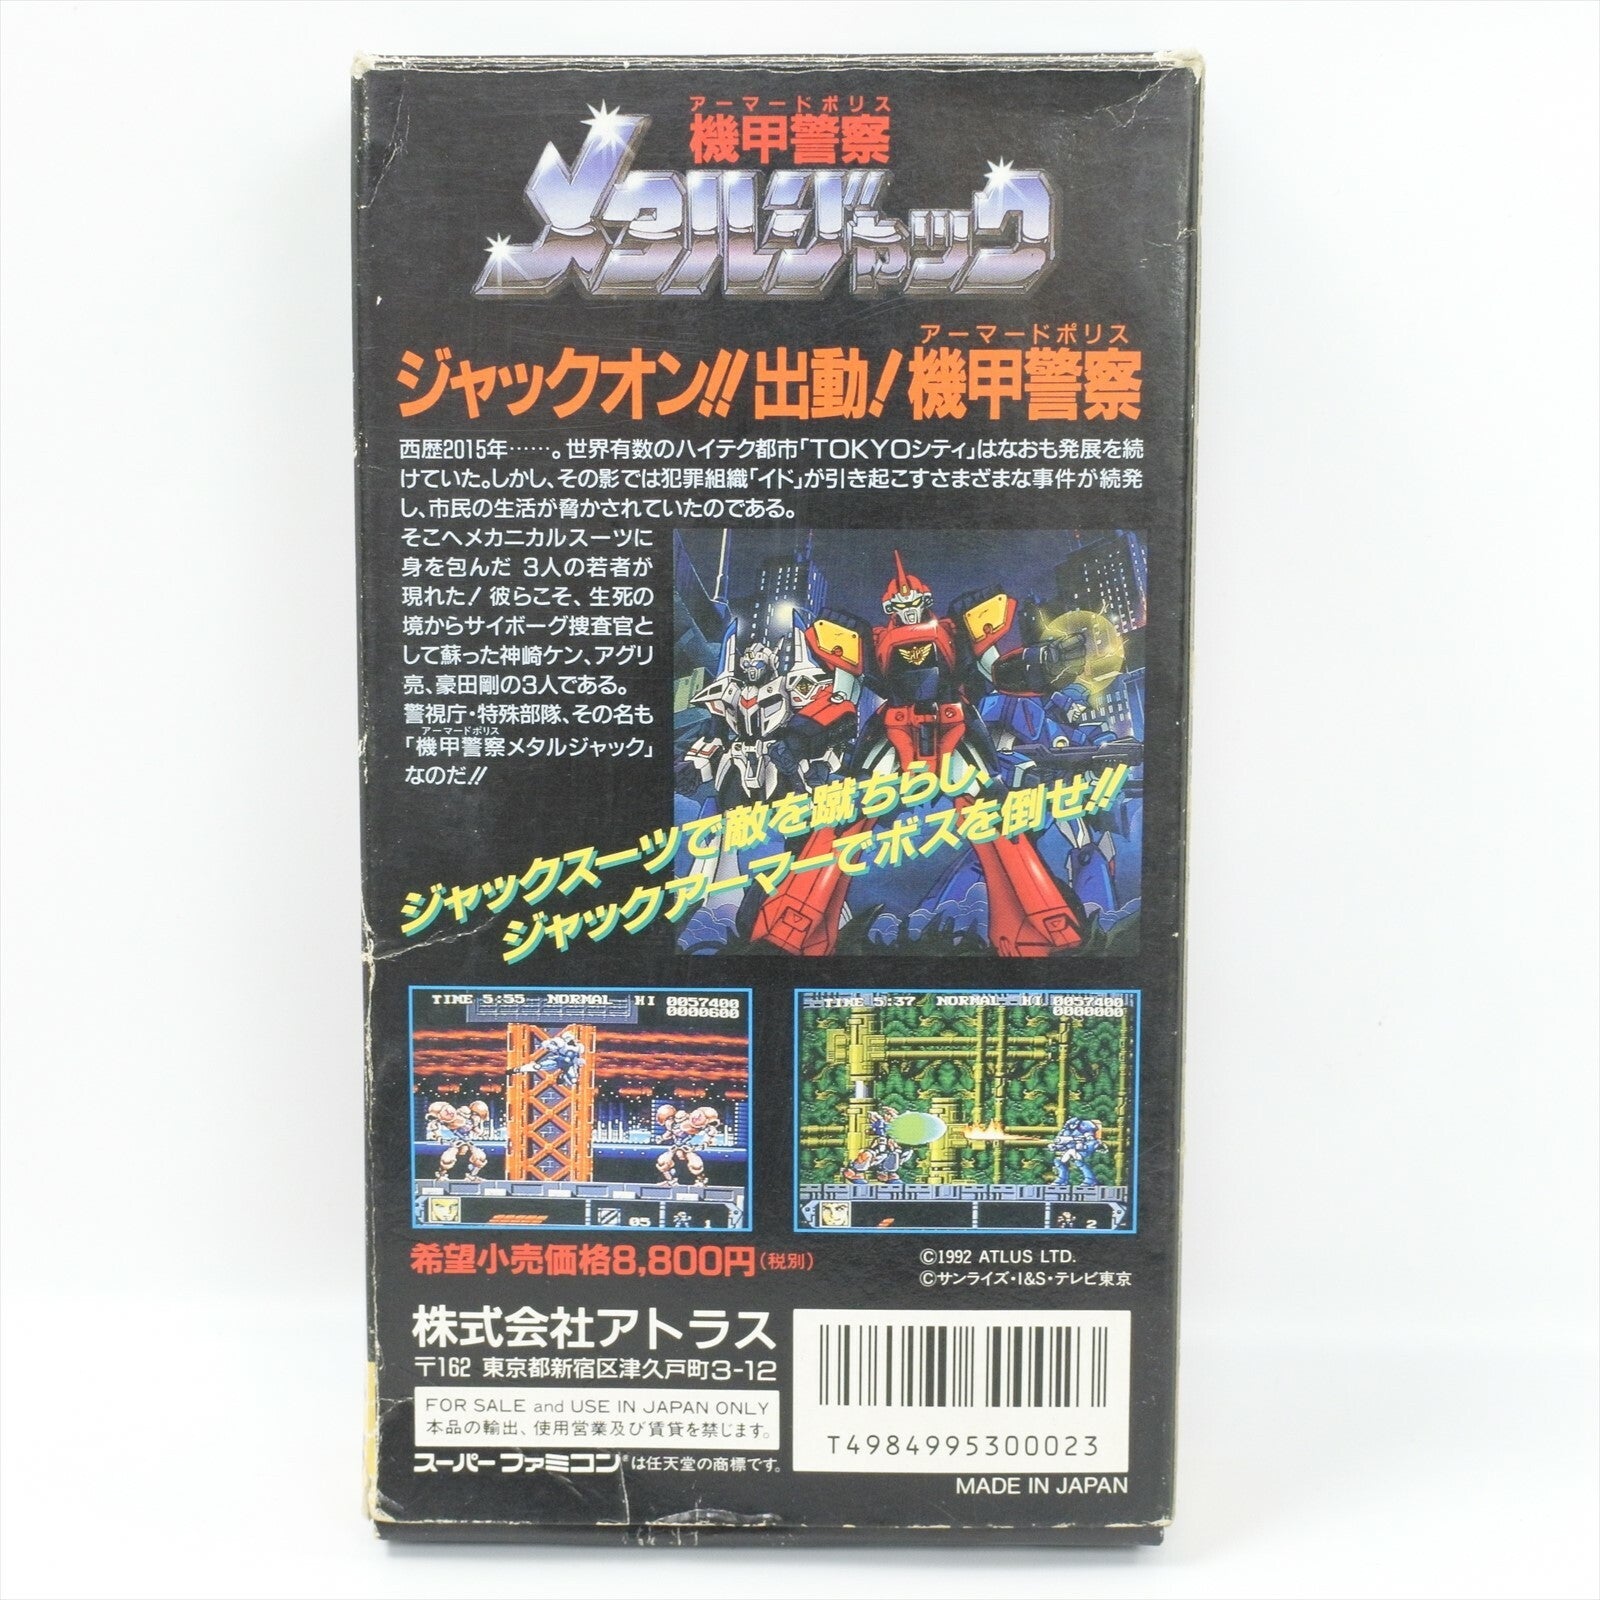 アーマードポリス
機甲警察
メタルジャック
アーマードポリス
ジャックオン!!出動!機甲警察
西歴2015年……。世界有数のハイテク都市「TOKYOシティ」はなおも発展を続
けていた。しかし、その影では犯罪組織「イド」が引き起こすさまざまな事件が続発
し、市民の生活が脅かされていたのである。
そこへメカニカルスーツに
身を包んだ 3人の若者が
現れた!彼らこそ、生死の
境からサイボーグ捜査官と
して蘇った神崎ケン、アグリ
亮、豪田剛の3人である。
警視庁・特殊部隊、その名も
アーマードポリス
「機甲警察メタルジャック」
なのだ!!
ジャックスーツで敵を蹴ちらし、
ジャックアーマーでボスを倒せ!!
TIME 5:55 NORMAL HI 0057400
0000600
05 1
TIME 5:37 NORMAL HI 0057400
0000000
2
希望小売価格8,800円(税別)
©1992 ATLUS LTD.
©サンライズ・I&S・テレビ東京
株式会社アトラス
〒162 東京都新宿区津久戸町3-12
FOR SALE and USE IN JAPAN ONLY
本品の輸出、使用営業及び賃貸を禁じます。
スーパーファミコン®は任天堂の商標です。
T4984995300023
MADE IN JAPAN